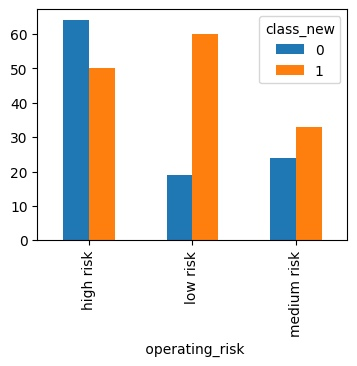 class_new
0
1
60
50
40
30
20
10
0
high risk
low risk
medium risk
operating_risk